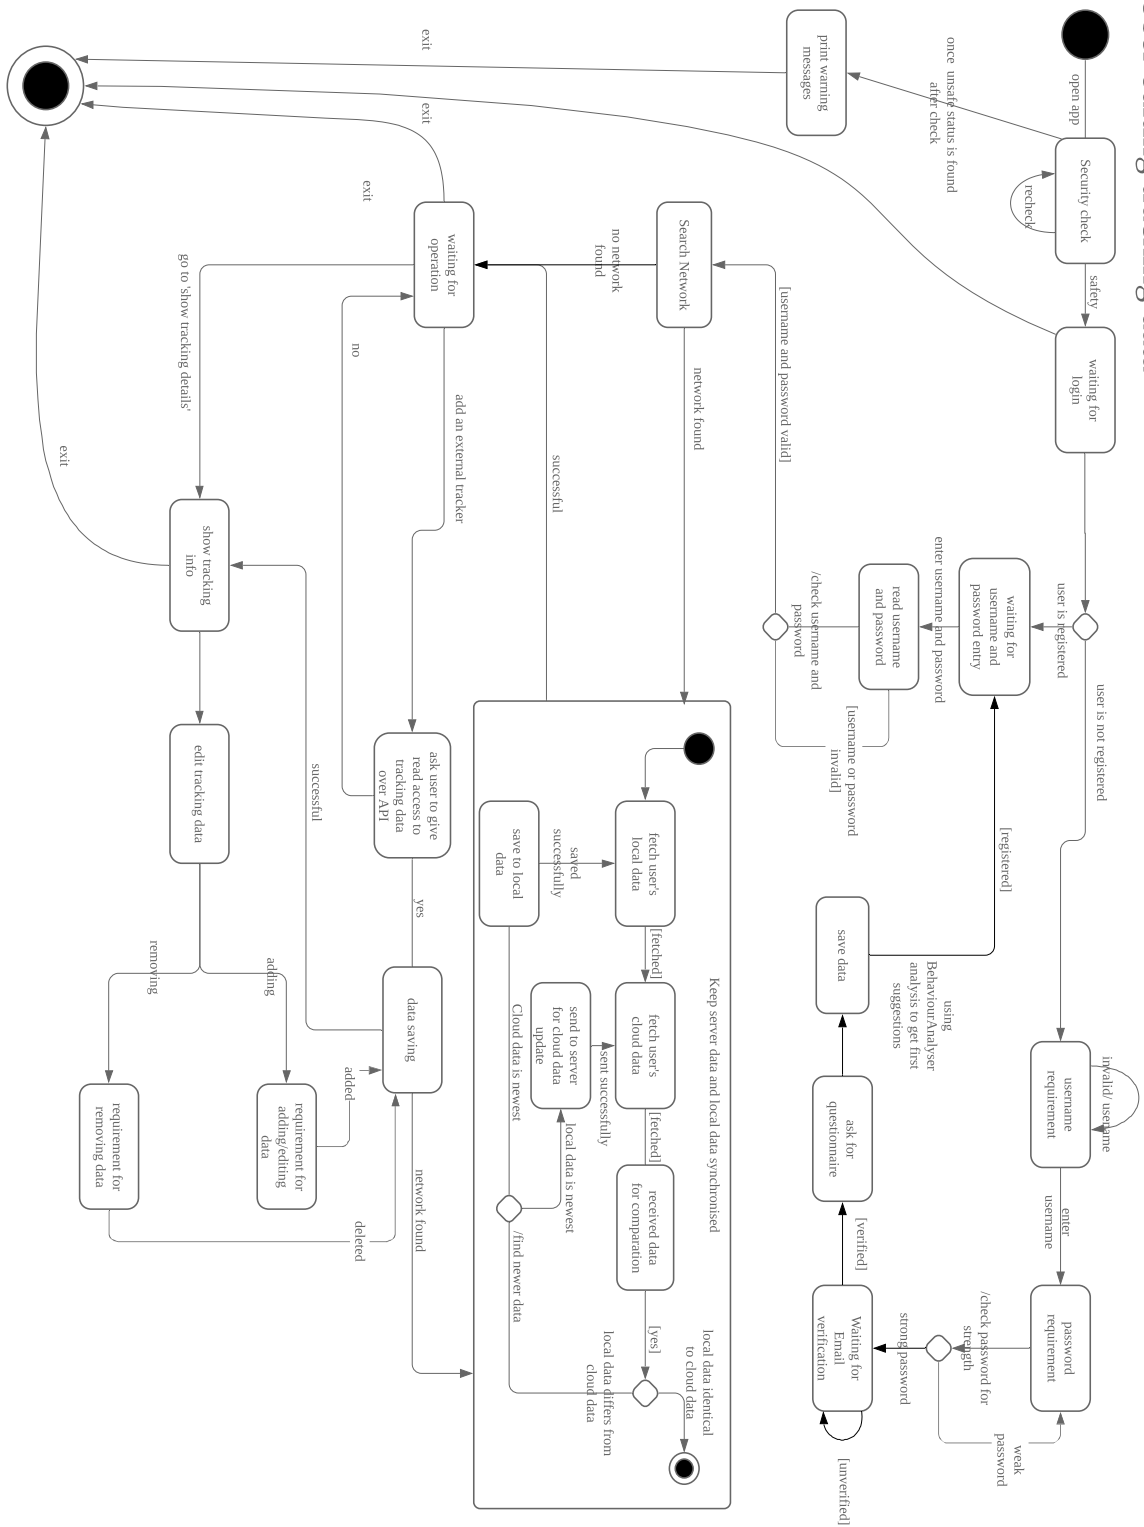 open app
Security check
recheck
safety
waiting for
login
once unsafe status is found
after check
print warning
messages
exit
exit
exit
exit
user is registered
user is not registered
waiting for
username and
password entry
enter username and password
read username
and password
/check username and
password
[username or password
invalid]
[username and password valid]
[registered]
username
requirement
invalid/ username
enter
username
password
requirement
/check password for
strength
weak
password
strong password
Waiting for
Email
verification
[unverified]
[verified]
ask for
questionnaire
save data
using
BehaviourAnalyser
analysis to get first
suggestions
Search Network
no network
found
network found
waiting for
operation
successful
add an external tracker
no
go to 'show tracking details'
Keep server data and local data synchronised
fetch user's
local data
[fetched]
fetch user's
cloud data
[fetched]
received data
for comparation
[yes]
local data identical
to cloud data
local data differs from
cloud data
/find newer data
local data is newest
Cloud data is newest
send to server
for cloud data
update
sent successfully
save to local
data
saved
successfully
ask user to give
read access to
tracking data
over API
yes
data saving
network found
successful
show tracking
info
edit tracking data
adding
removing
requirement for
adding/editing
data
added
requirement for
removing data
deleted